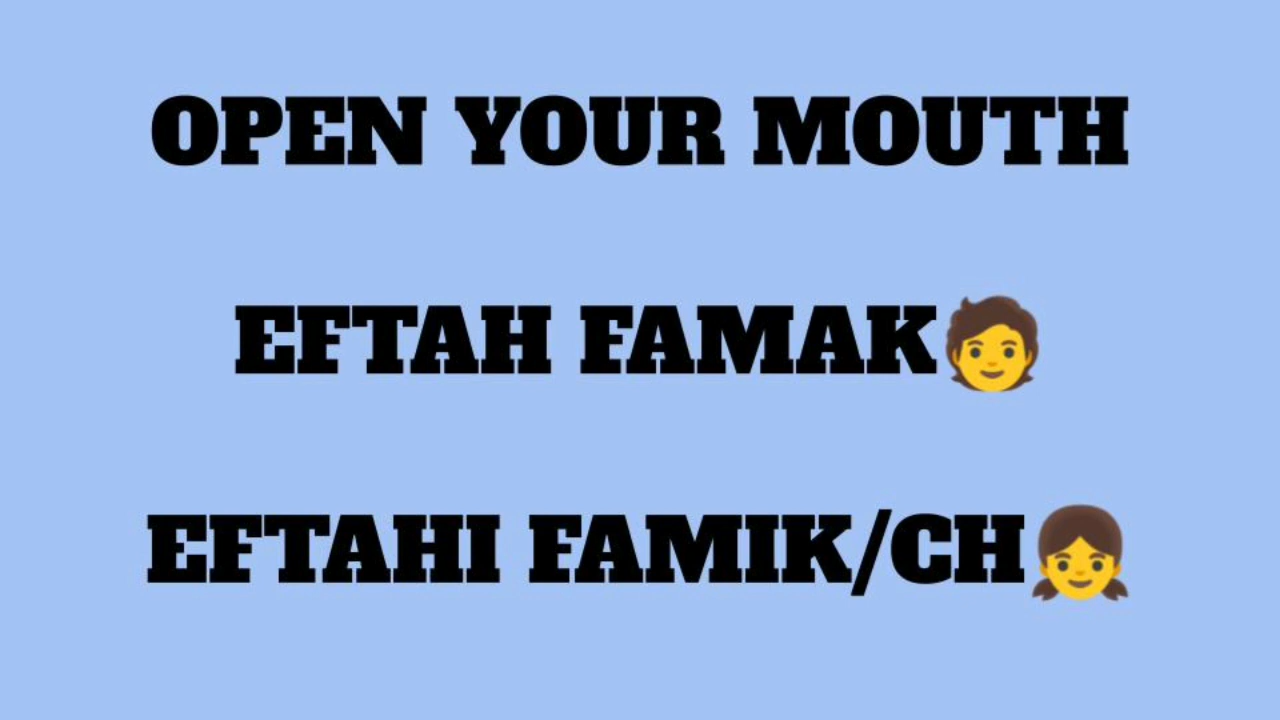 OPEN YOUR MOUTH
EFTAH FAMAK🧑
EFTAHI FAMIK/CH👧